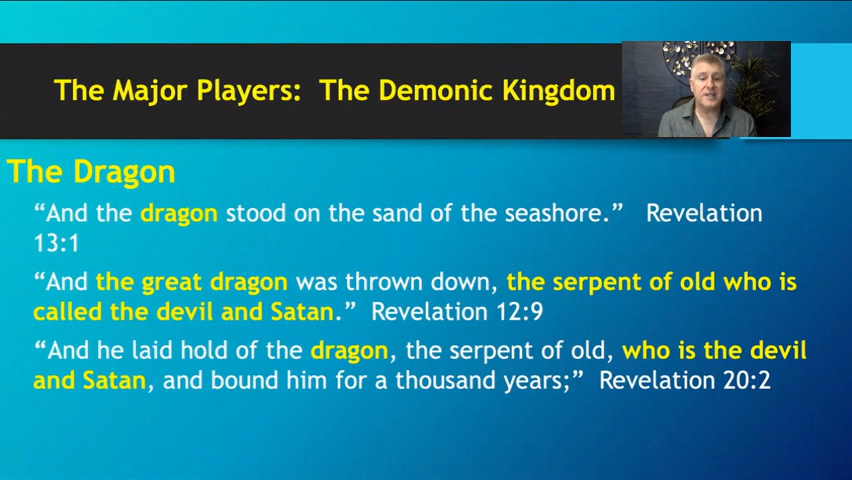 The Major Players:  The Demonic Kingdom
The Dragon
“And the dragon stood on the sand of the seashore.”   Revelation
13:1
“And the great dragon was thrown down, the serpent of old who is
called the devil and Satan.”  Revelation 12:9
“And he laid hold of the dragon, the serpent of old, who is the devil
and Satan, and bound him for a thousand years;”  Revelation 20:2